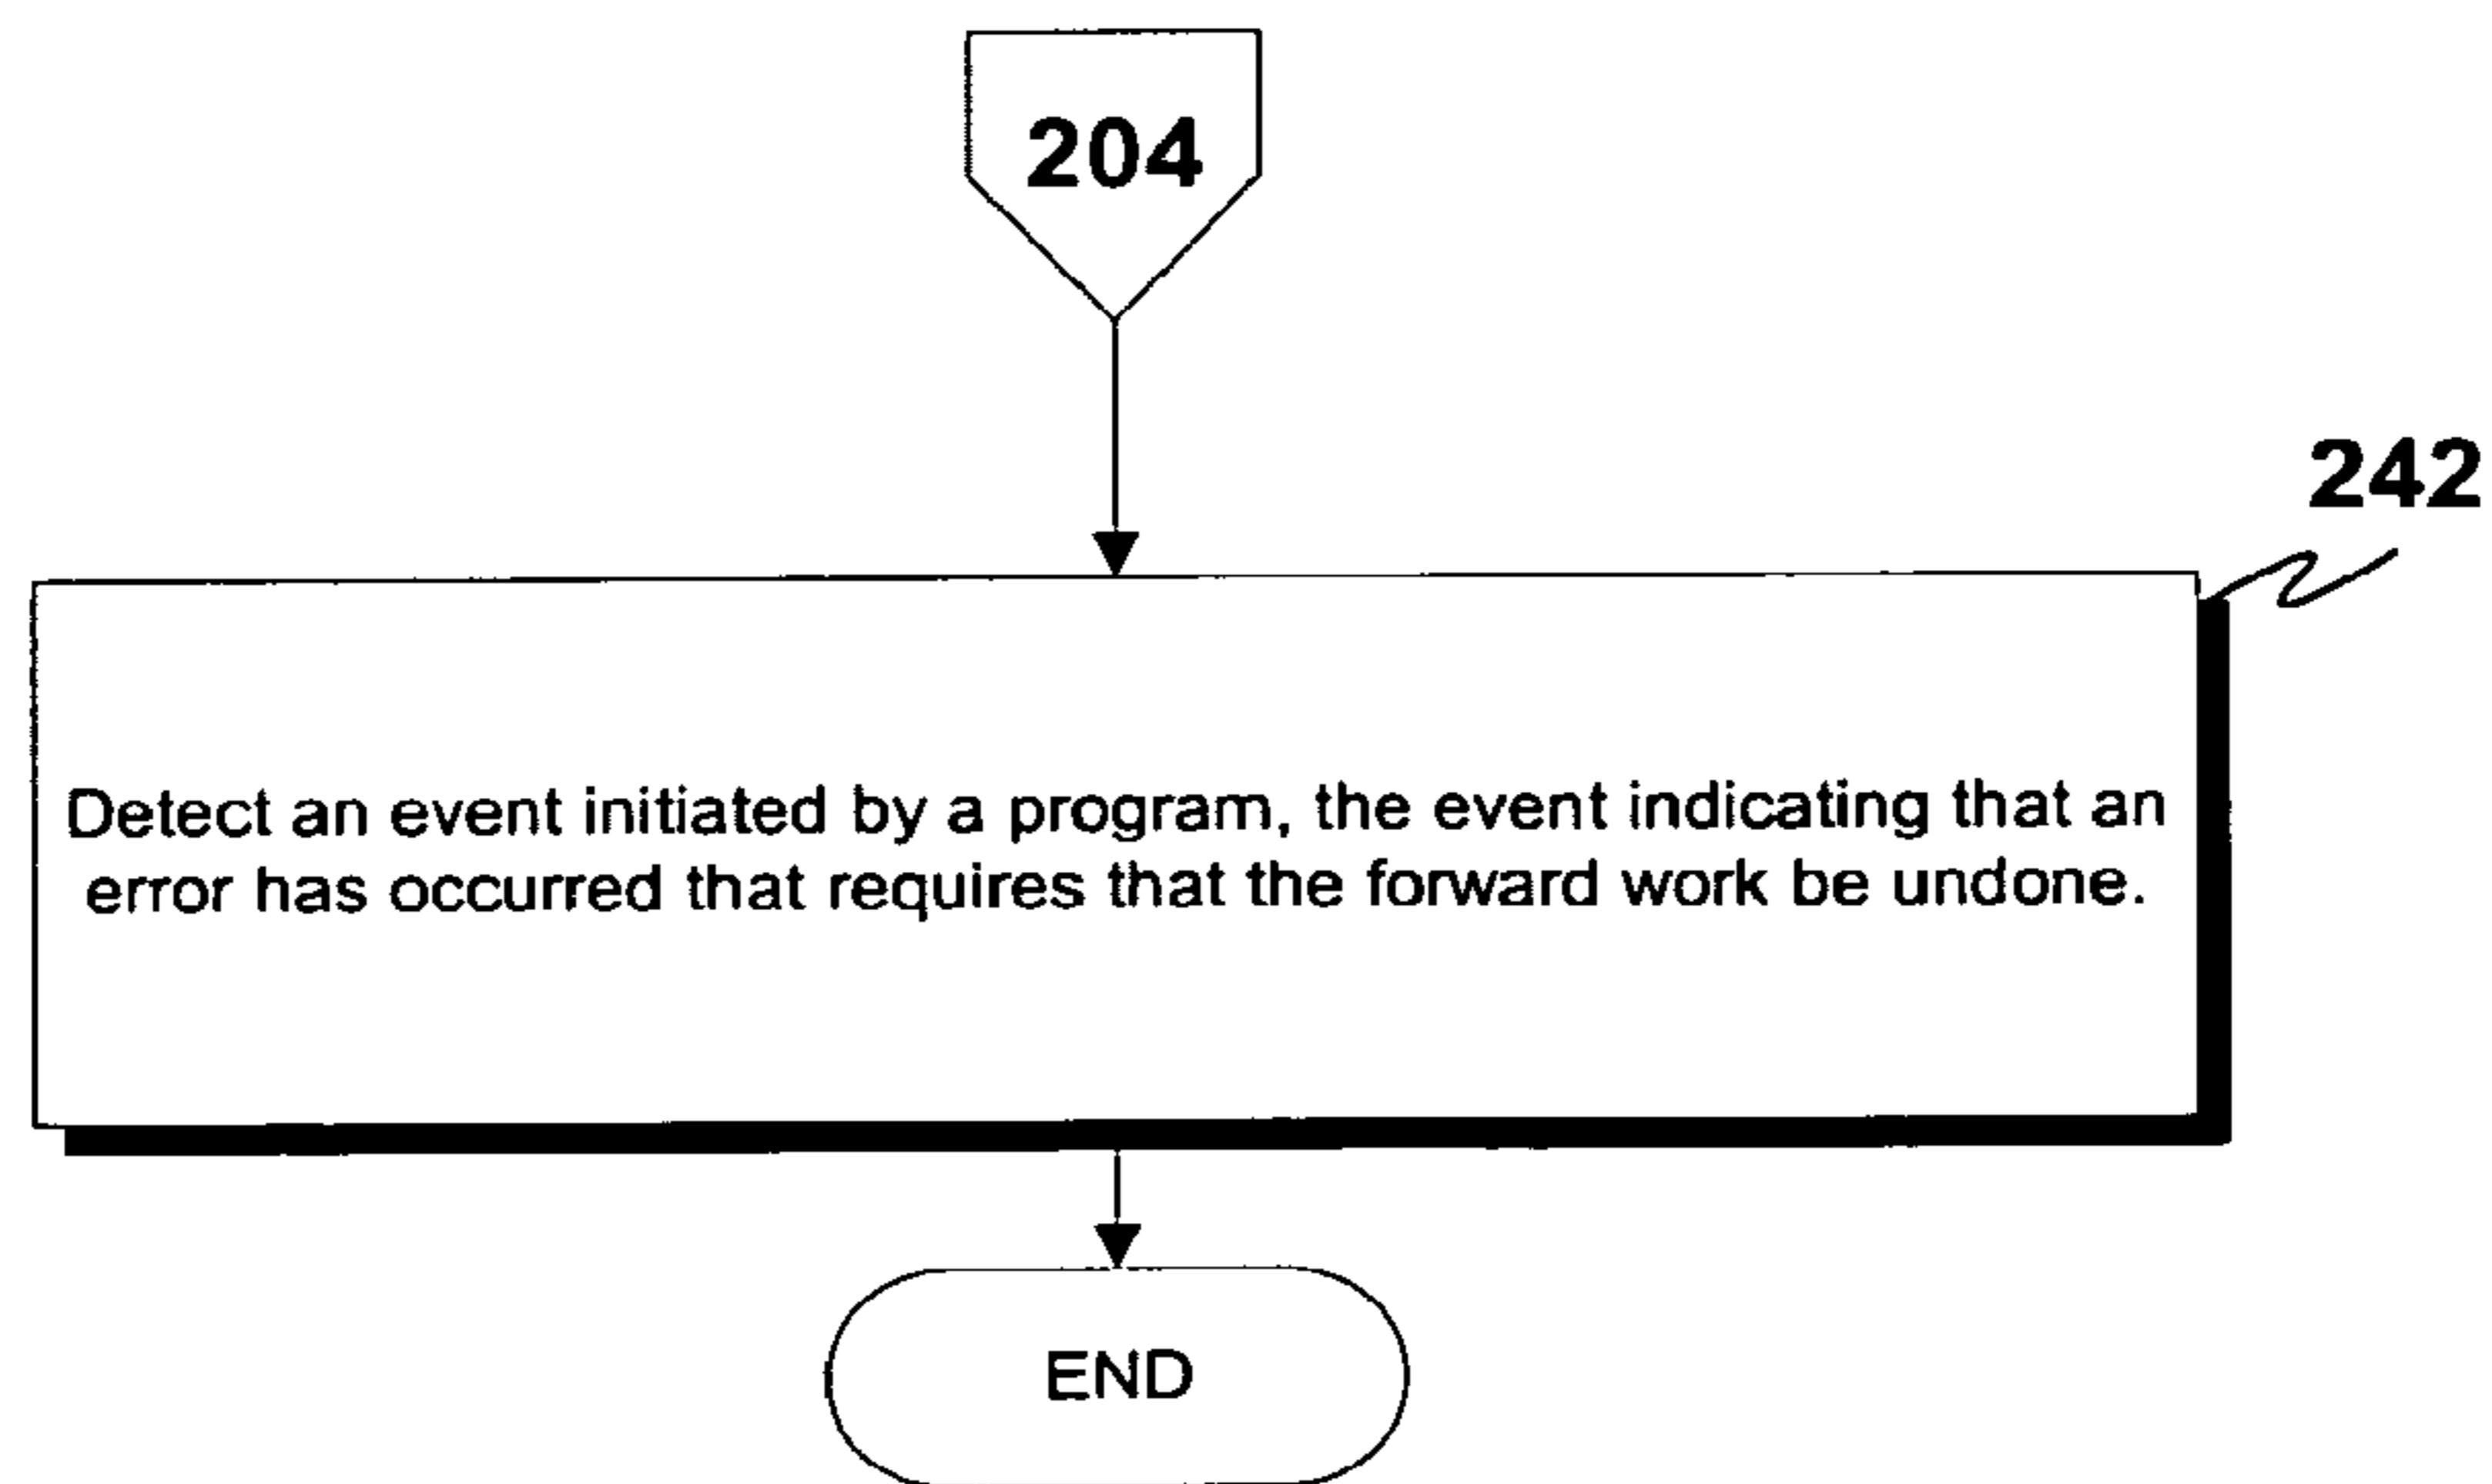 204
242
Detect an event initiated by a program, the event indicating that an
error has occurred that requires that the forward work be undone.
END